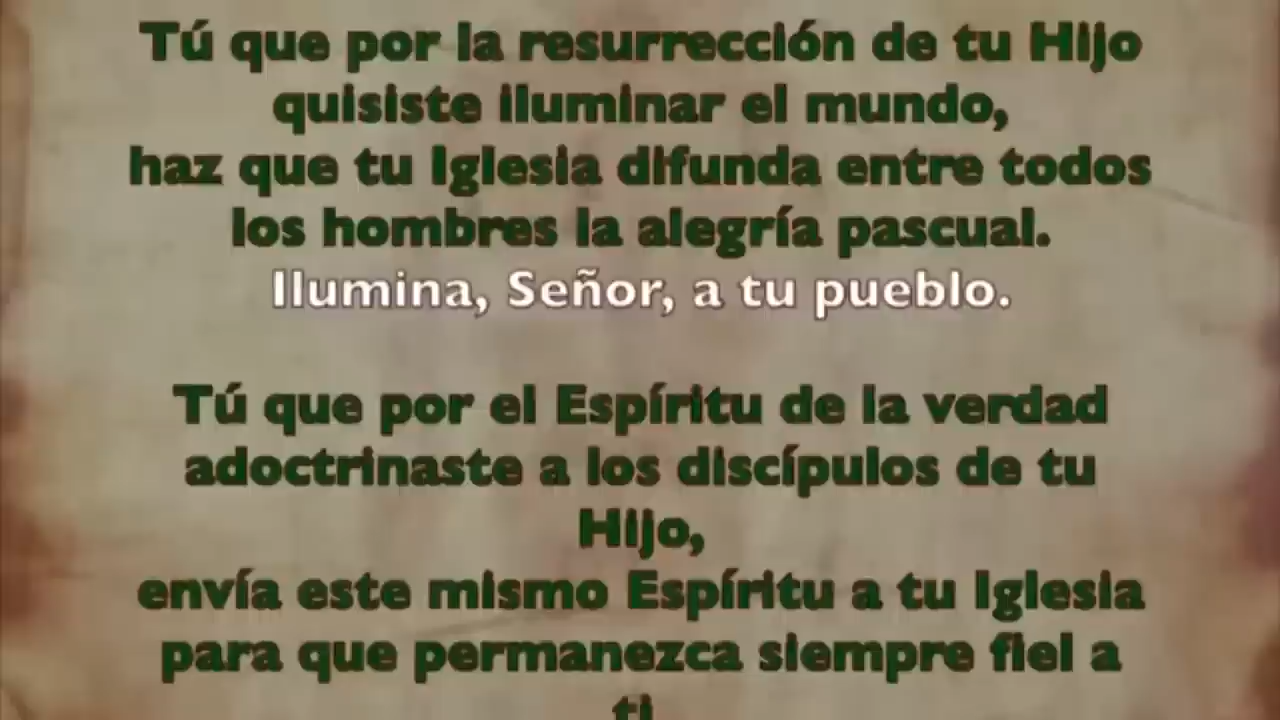 Tú que por la resurrección de tu Hijo
quisiste iluminar el mundo,
haz que tu Iglesia difunda entre todos
los hombres la alegría pascual.
Ilumina, Señor, a tu pueblo.
Tú que por el Espíritu de la verdad
adoctrinaste a los discípulos de tu
Hijo,
envía este mismo Espíritu a tu Iglesia
para que permanezca siempre fiel a
ti